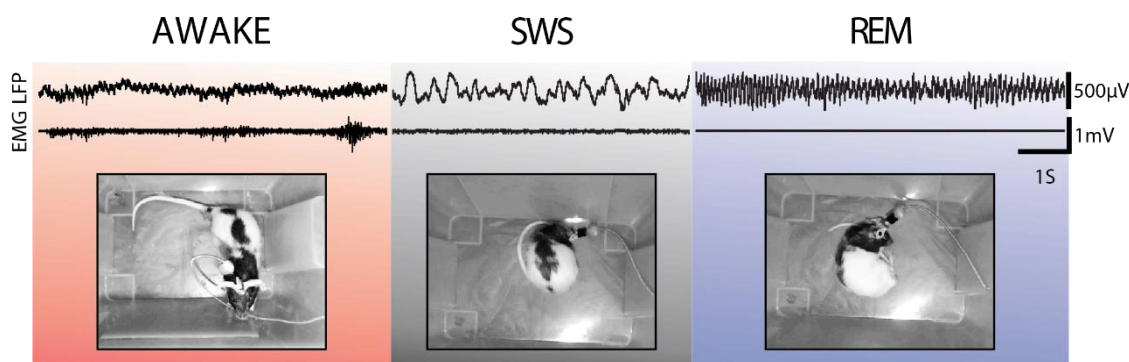 AWAKE SWS REM
EMG LFP
500µV
1mV
1S